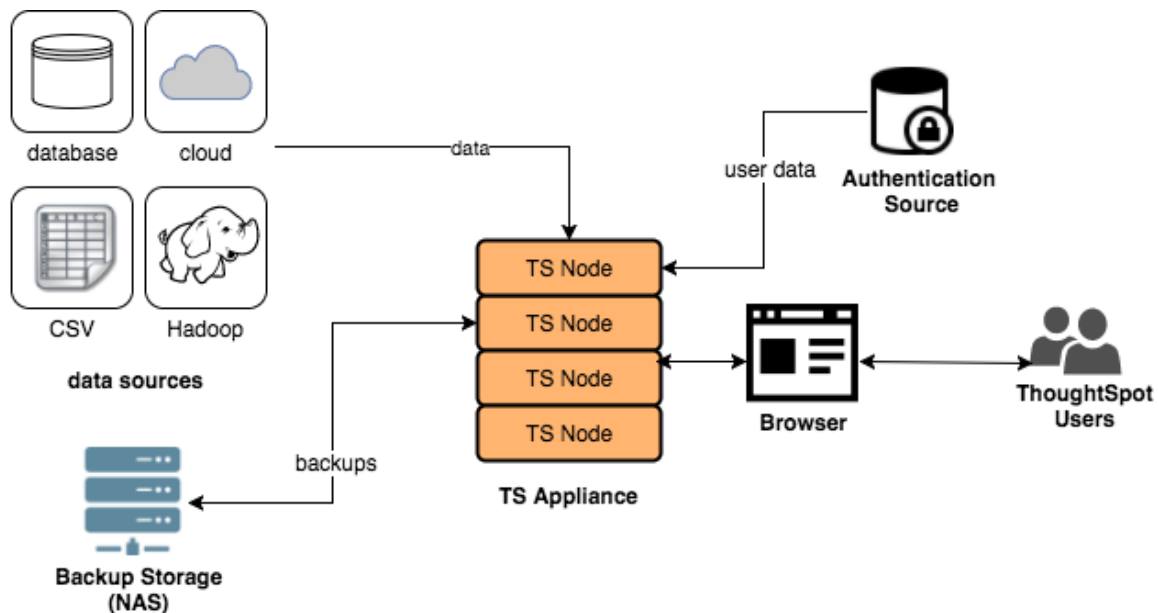 database
cloud
CSV
Hadoop
data sources
data
user data
Authentication
Source
TS Node
TS Node
TS Node
TS Node
TS Appliance
Browser
ThoughtSpot
Users
backups
Backup Storage
(NAS)